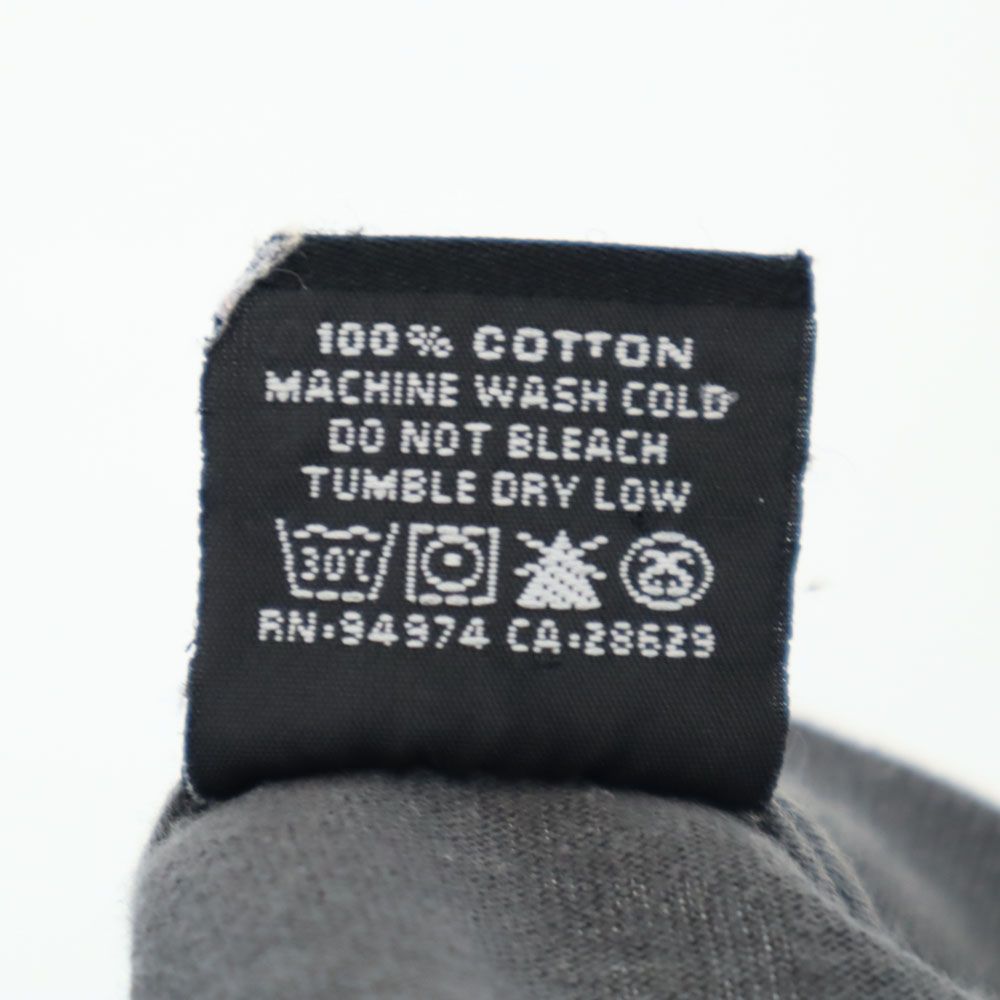 100% COTTON
MACHINE WASH COLD
DO NOT BLEACH
TUMBLE DRY LOW
30℃
RN:94974 CA:28629